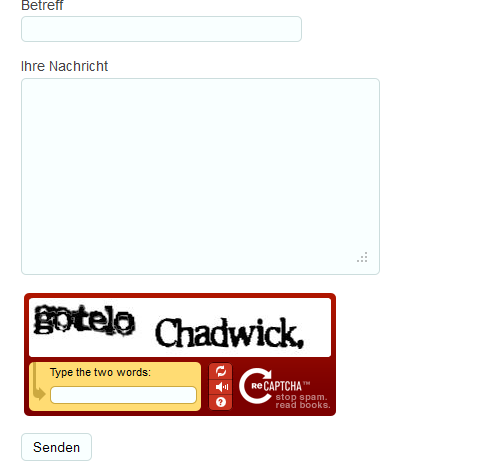 Betreff
Ihre Nachricht
gotelo Chadwick,
Type the two words:
reCAPTCHA™
stop spam.
read books.
Senden